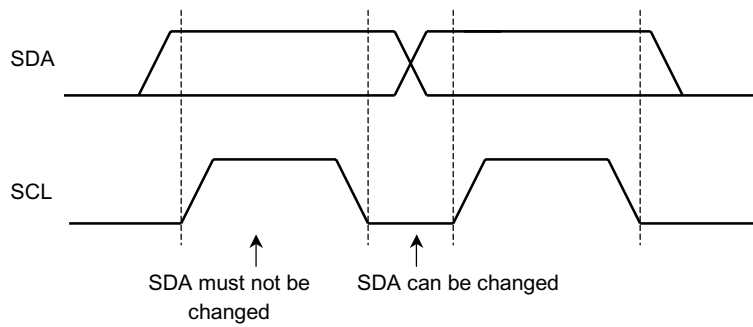 SDA
SCL
SDA must not be
changed
SDA can be changed